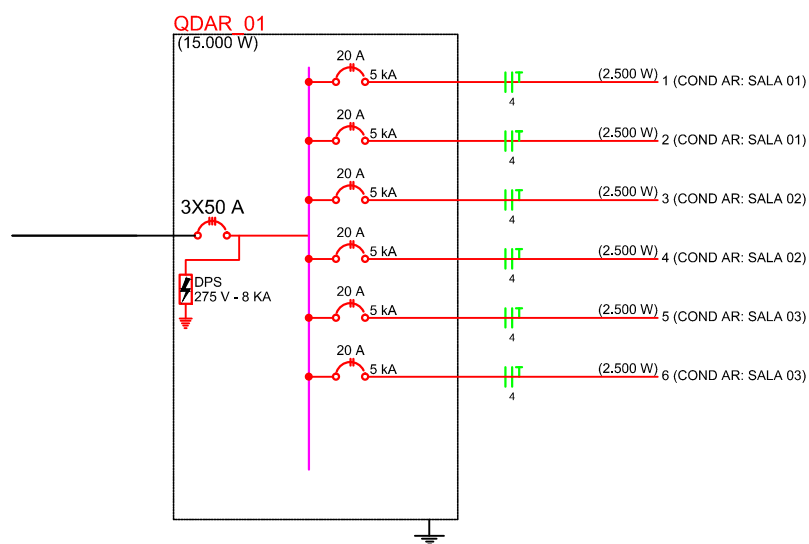 QDAR_01
(15.000 W)
20 A
5 kA
4
(2.500 W)
1 (COND AR: SALA 01)
20 A
5 kA
4
(2.500 W)
2 (COND AR: SALA 01)
20 A
5 kA
4
(2.500 W)
3 (COND AR: SALA 02)
3X50 A
20 A
5 kA
4
(2.500 W)
4 (COND AR: SALA 02)
DPS
275 V - 8 KA
20 A
5 kA
4
(2.500 W)
5 (COND AR: SALA 03)
20 A
5 kA
4
(2.500 W)
6 (COND AR: SALA 03)